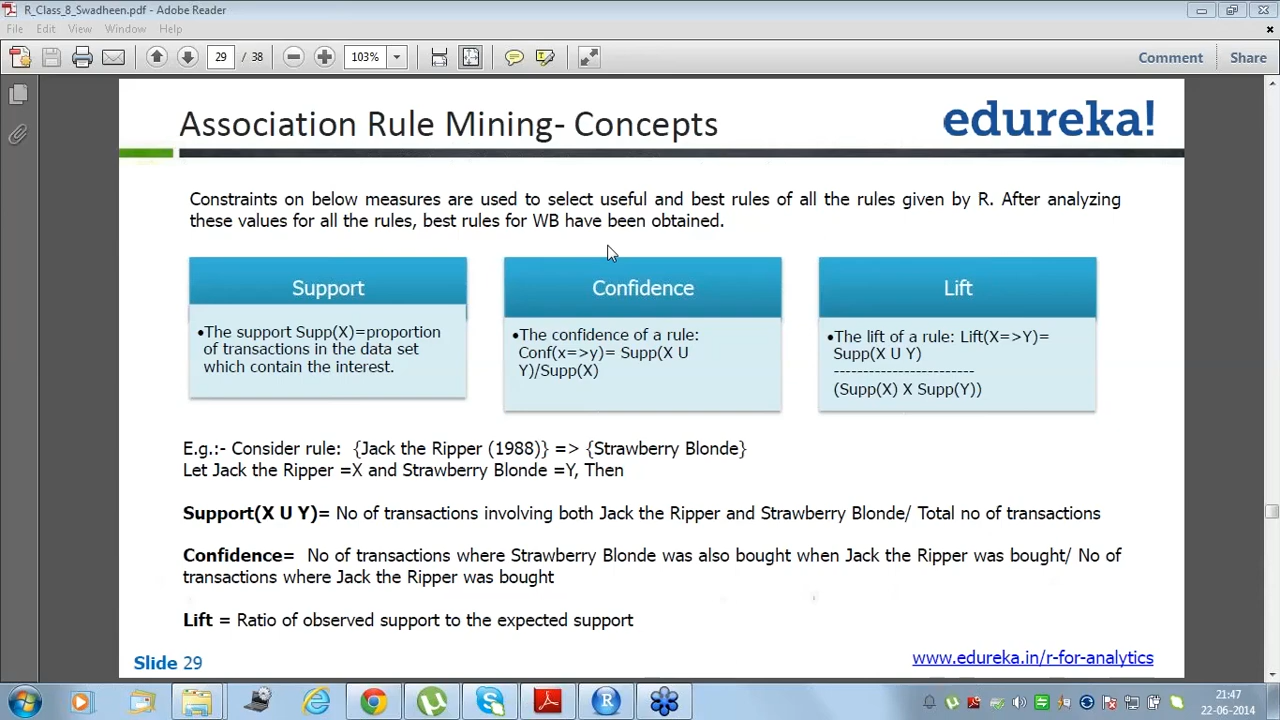 R_Class_8_Swadheen.pdf - Adobe Reader
File Edit View Window Help
29 / 38 103% Comment Share
Association Rule Mining- Concepts
edureka!
Constraints on below measures are used to select useful and best rules of all the rules given by R. After analyzing
these values for all the rules, best rules for WB have been obtained.
Support
•The support Supp(X)=proportion
of transactions in the data set
which contain the interest.
Confidence
•The confidence of a rule:
Conf(x=>y)= Supp(X U
Y)/Supp(X)
Lift
•The lift of a rule: Lift(X=>Y)=
Supp(X U Y)
------------------------
(Supp(X) X Supp(Y))
E.g.:- Consider rule: {Jack the Ripper (1988)} => {Strawberry Blonde}
Let Jack the Ripper =X and Strawberry Blonde =Y, Then
Support(X U Y)= No of transactions involving both Jack the Ripper and Strawberry Blonde/ Total no of transactions
Confidence= No of transactions where Strawberry Blonde was also bought when Jack the Ripper was bought/ No of
transactions where Jack the Ripper was bought
Lift = Ratio of observed support to the expected support
Slide 29
www.edureka.in/r-for-analytics
21:47
22-06-2014